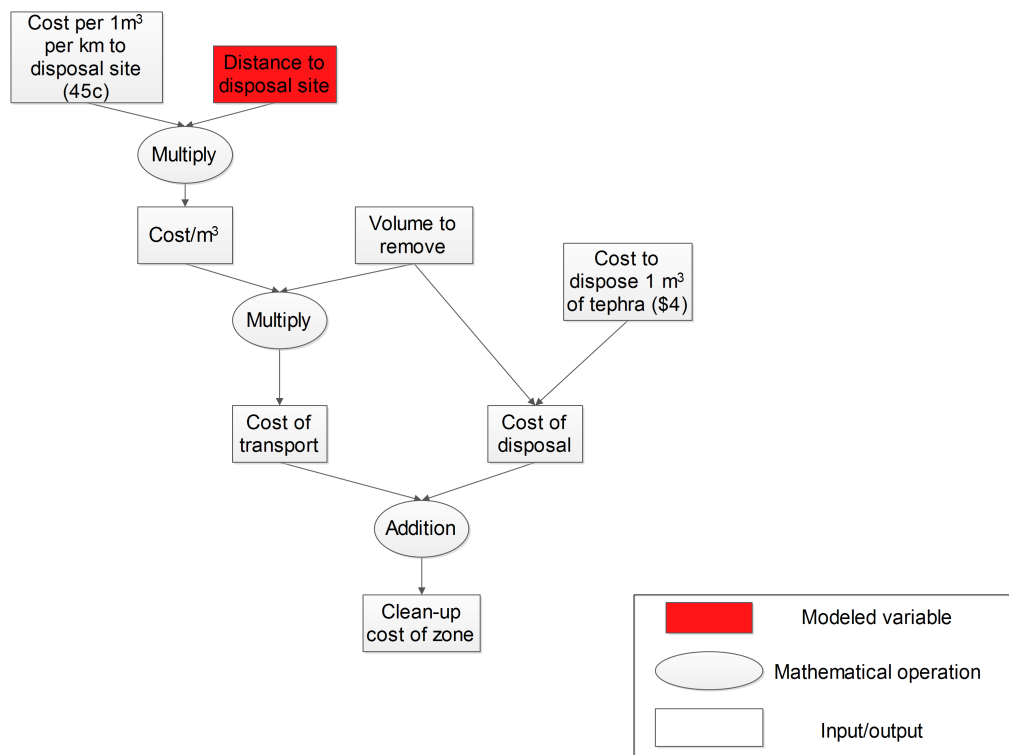 Cost per 1m³
per km to
disposal site
(45c)
Distance to
disposal site
Multiply
Cost/m³
Volume to
remove
Cost to
dispose 1 m³
of tephra ($4)
Multiply
Cost of
transport
Cost of
disposal
Addition
Clean-up
cost of zone
Modeled variable
Mathematical operation
Input/output